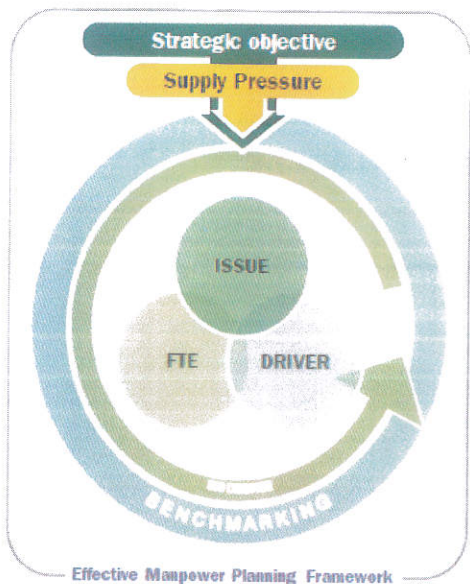 Strategic objective
Supply Pressure
ISSUE
FTE
DRIVER
BENCHMARKING
Effective Manpower Planning Framework